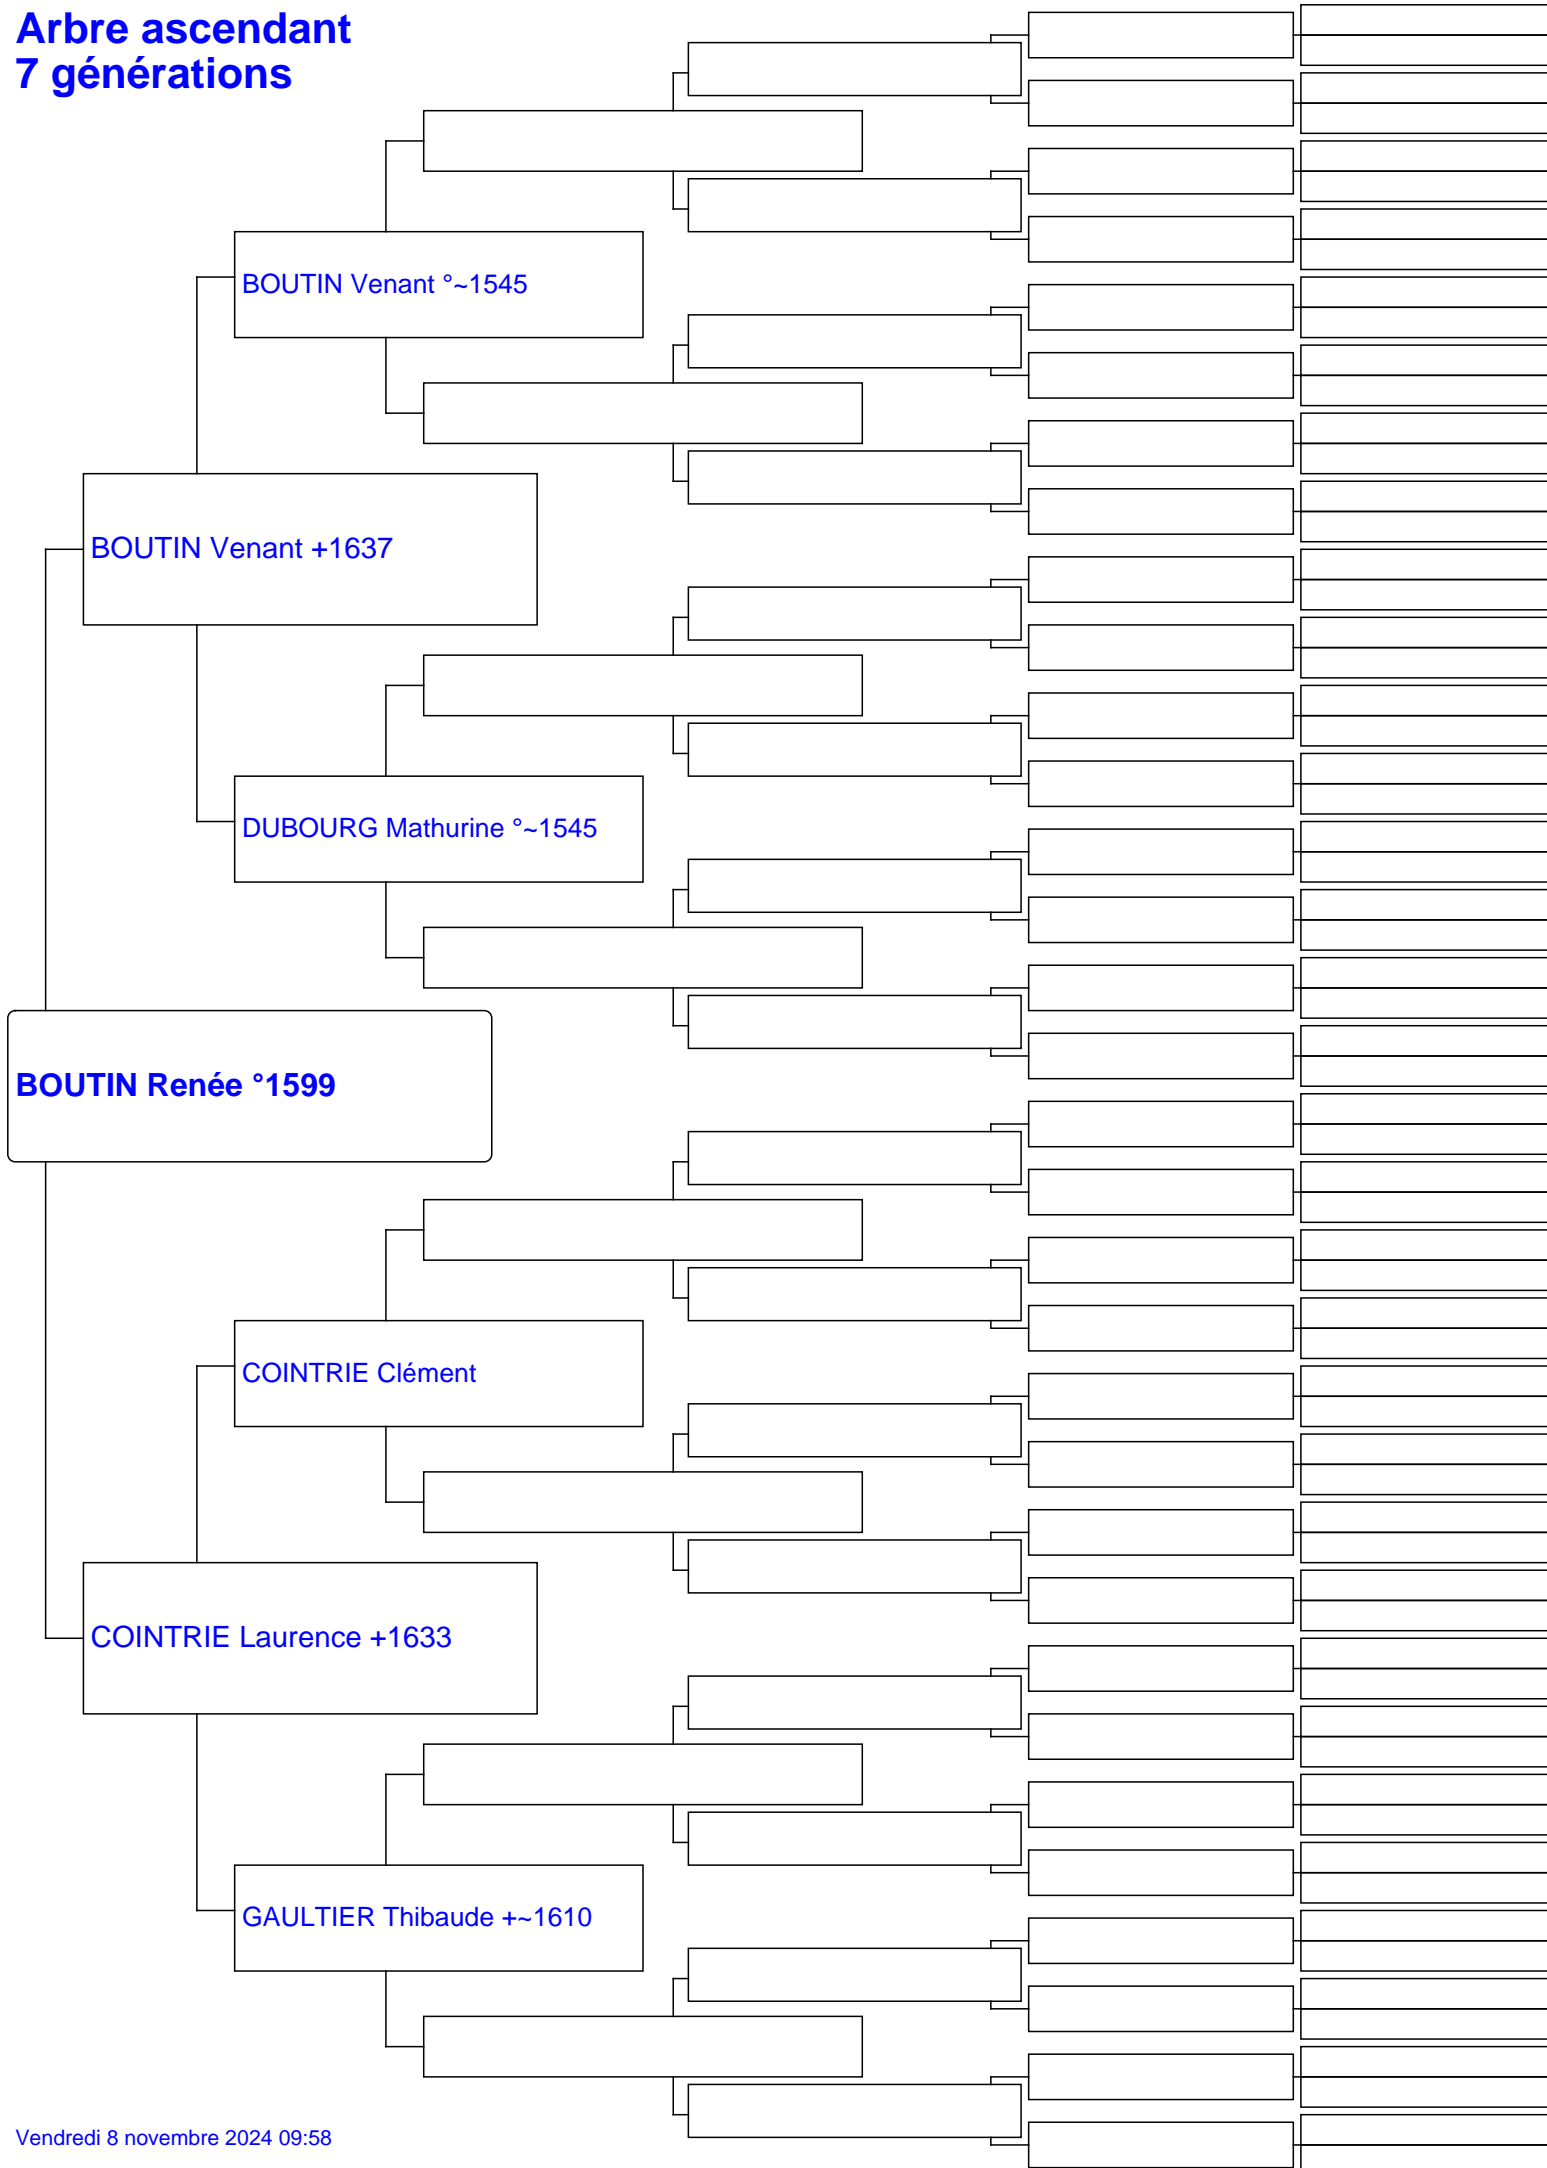 Arbre ascendant
7 générations
BOUTIN Venant °~1545
BOUTIN Venant +1637
DUBOURG Mathurine °~1545
BOUTIN Renée °1599
COINTRIE Clément
COINTRIE Laurence +1633
GAULTIER Thibaude +~1610
Vendredi 8 novembre 2024 09:58